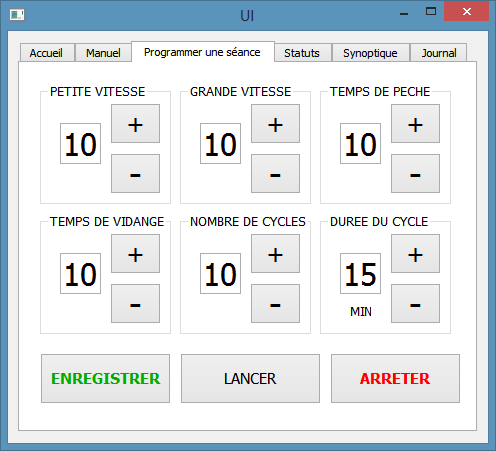 UI
Accueil Manuel Programmer une séance Statuts Synoptique Journal
PETITE VITESSE GRANDE VITESSE TEMPS DE PECHE
10 + - 10 + - 10 + -
TEMPS DE VIDANGE NOMBRE DE CYCLES DUREE DU CYCLE
10 + - 10 + - 15 + -
MIN
ENREGISTRER LANCER ARRETER